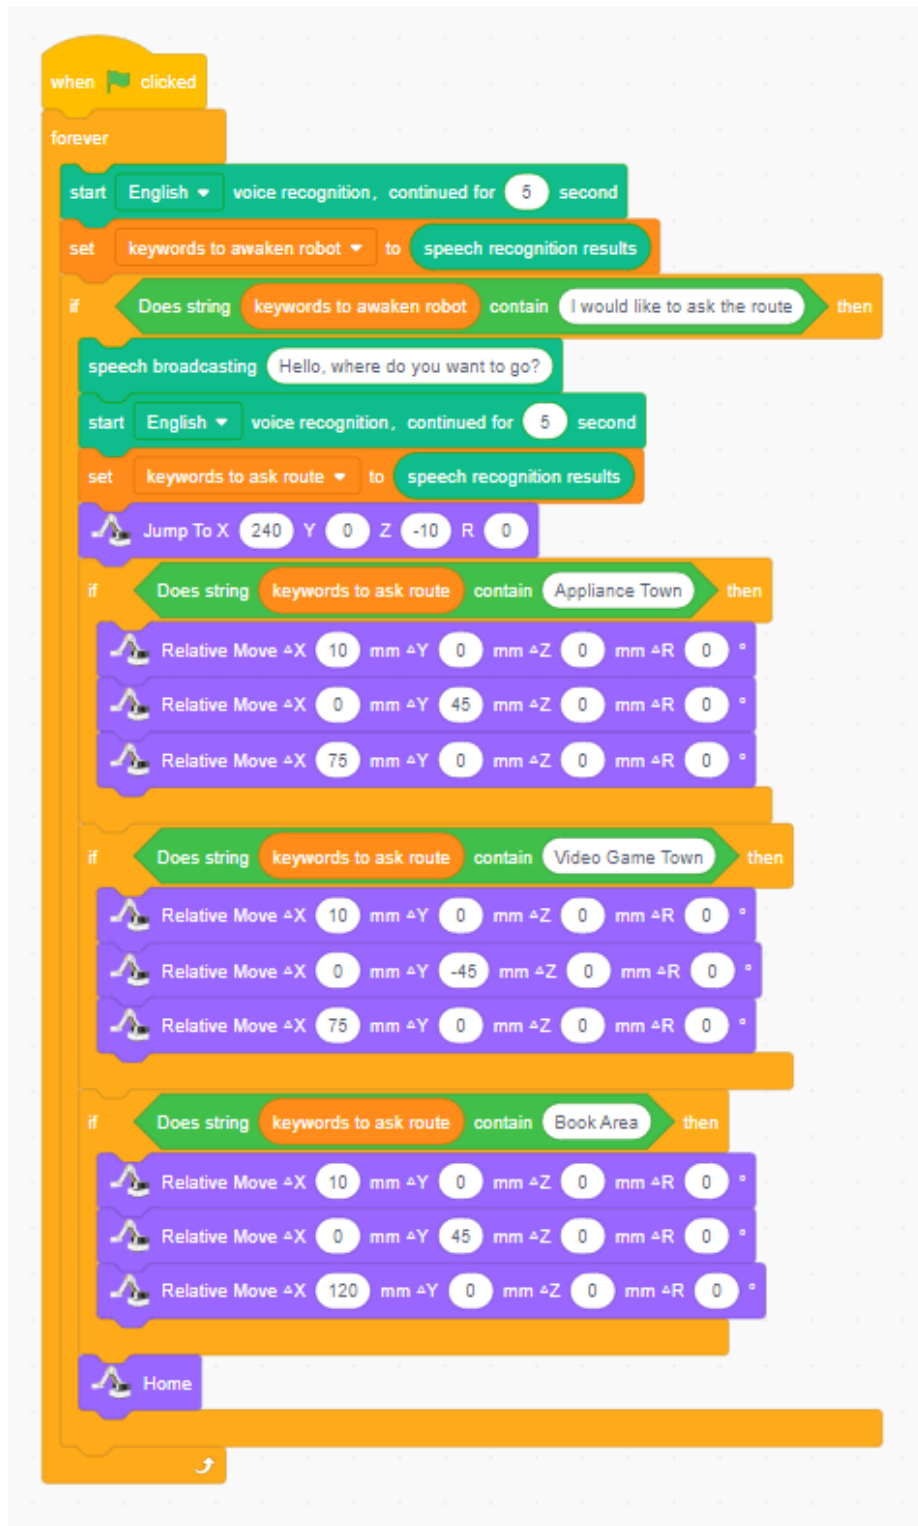 when clicked
forever
start English voice recognition, continued for 5 second
set keywords to awaken robot to speech recognition results
if Does string keywords to awaken robot contain I would like to ask the route then
speech broadcasting Hello, where do you want to go?
start English voice recognition, continued for 5 second
set keywords to ask route to speech recognition results
Jump To X 240 Y 0 Z -10 R 0
if Does string keywords to ask route contain Appliance Town then
Relative Move ΔX 10 mm ΔY 0 mm ΔZ 0 mm ΔR 0 °
Relative Move ΔX 0 mm ΔY 45 mm ΔZ 0 mm ΔR 0 °
Relative Move ΔX 75 mm ΔY 0 mm ΔZ 0 mm ΔR 0 °
if Does string keywords to ask route contain Video Game Town then
Relative Move ΔX 10 mm ΔY 0 mm ΔZ 0 mm ΔR 0 °
Relative Move ΔX 0 mm ΔY -45 mm ΔZ 0 mm ΔR 0 °
Relative Move ΔX 75 mm ΔY 0 mm ΔZ 0 mm ΔR 0 °
if Does string keywords to ask route contain Book Area then
Relative Move ΔX 10 mm ΔY 0 mm ΔZ 0 mm ΔR 0 °
Relative Move ΔX 0 mm ΔY 45 mm ΔZ 0 mm ΔR 0 °
Relative Move ΔX 120 mm ΔY 0 mm ΔZ 0 mm ΔR 0 °
Home